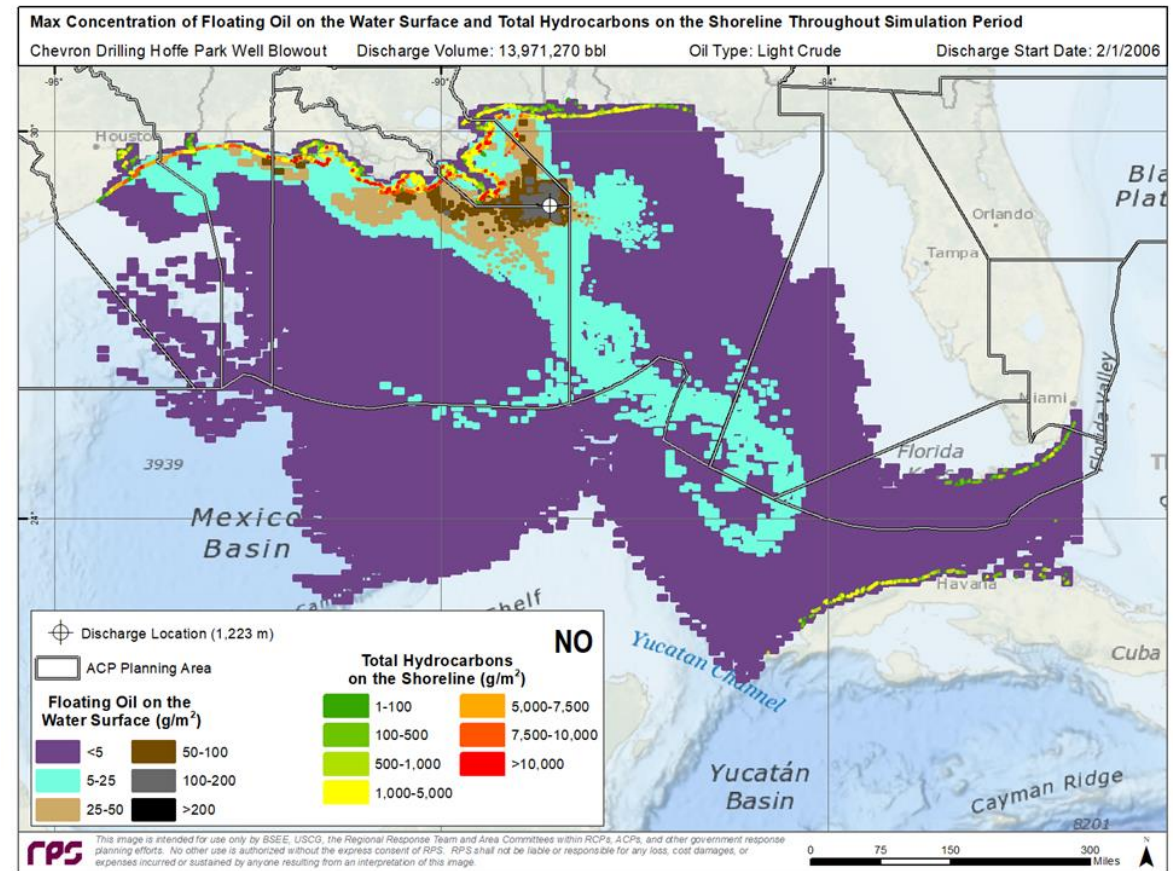 Max Concentration of Floating Oil on the Water Surface and Total Hydrocarbons on the Shoreline Throughout Simulation Period
Chevron Drilling Hoffe Park Well Blowout Discharge Volume: 13,971,270 bbl Oil Type: Light Crude Discharge Start Date: 2/1/2006
-96° -90° -84°
30°
Housto
Bla
Plat
Orlando
Tampa
Miami
Florida Valley
Florida
3939
24°
Mexico
Basin
Havana
helf
Yucatan Channel
Cuba
Yucatán
Basin
Cayman Ridge
8201
Discharge Location (1,223 m)
NO
ACP Planning Area
Floating Oil on the
Water Surface (g/m²)
<5 50-100
5-25 100-200
25-50 >200
Total Hydrocarbons
on the Shoreline (g/m²)
1-100 5,000-7,500
100-500 7,500-10,000
500-1,000 >10,000
1,000-5,000
rps
This image is intended for use only by BSEE, USCG, the Regional Response Team and Area Committees within RCPs, ACPs, and other government response
planning efforts. No other use is authorized without the express consent of RPS. RPS shall not be liable or responsible for any loss, cost damages, or
expenses incurred or sustained by anyone resulting from an interpretation of this image.
0 75 150 300
Miles
N